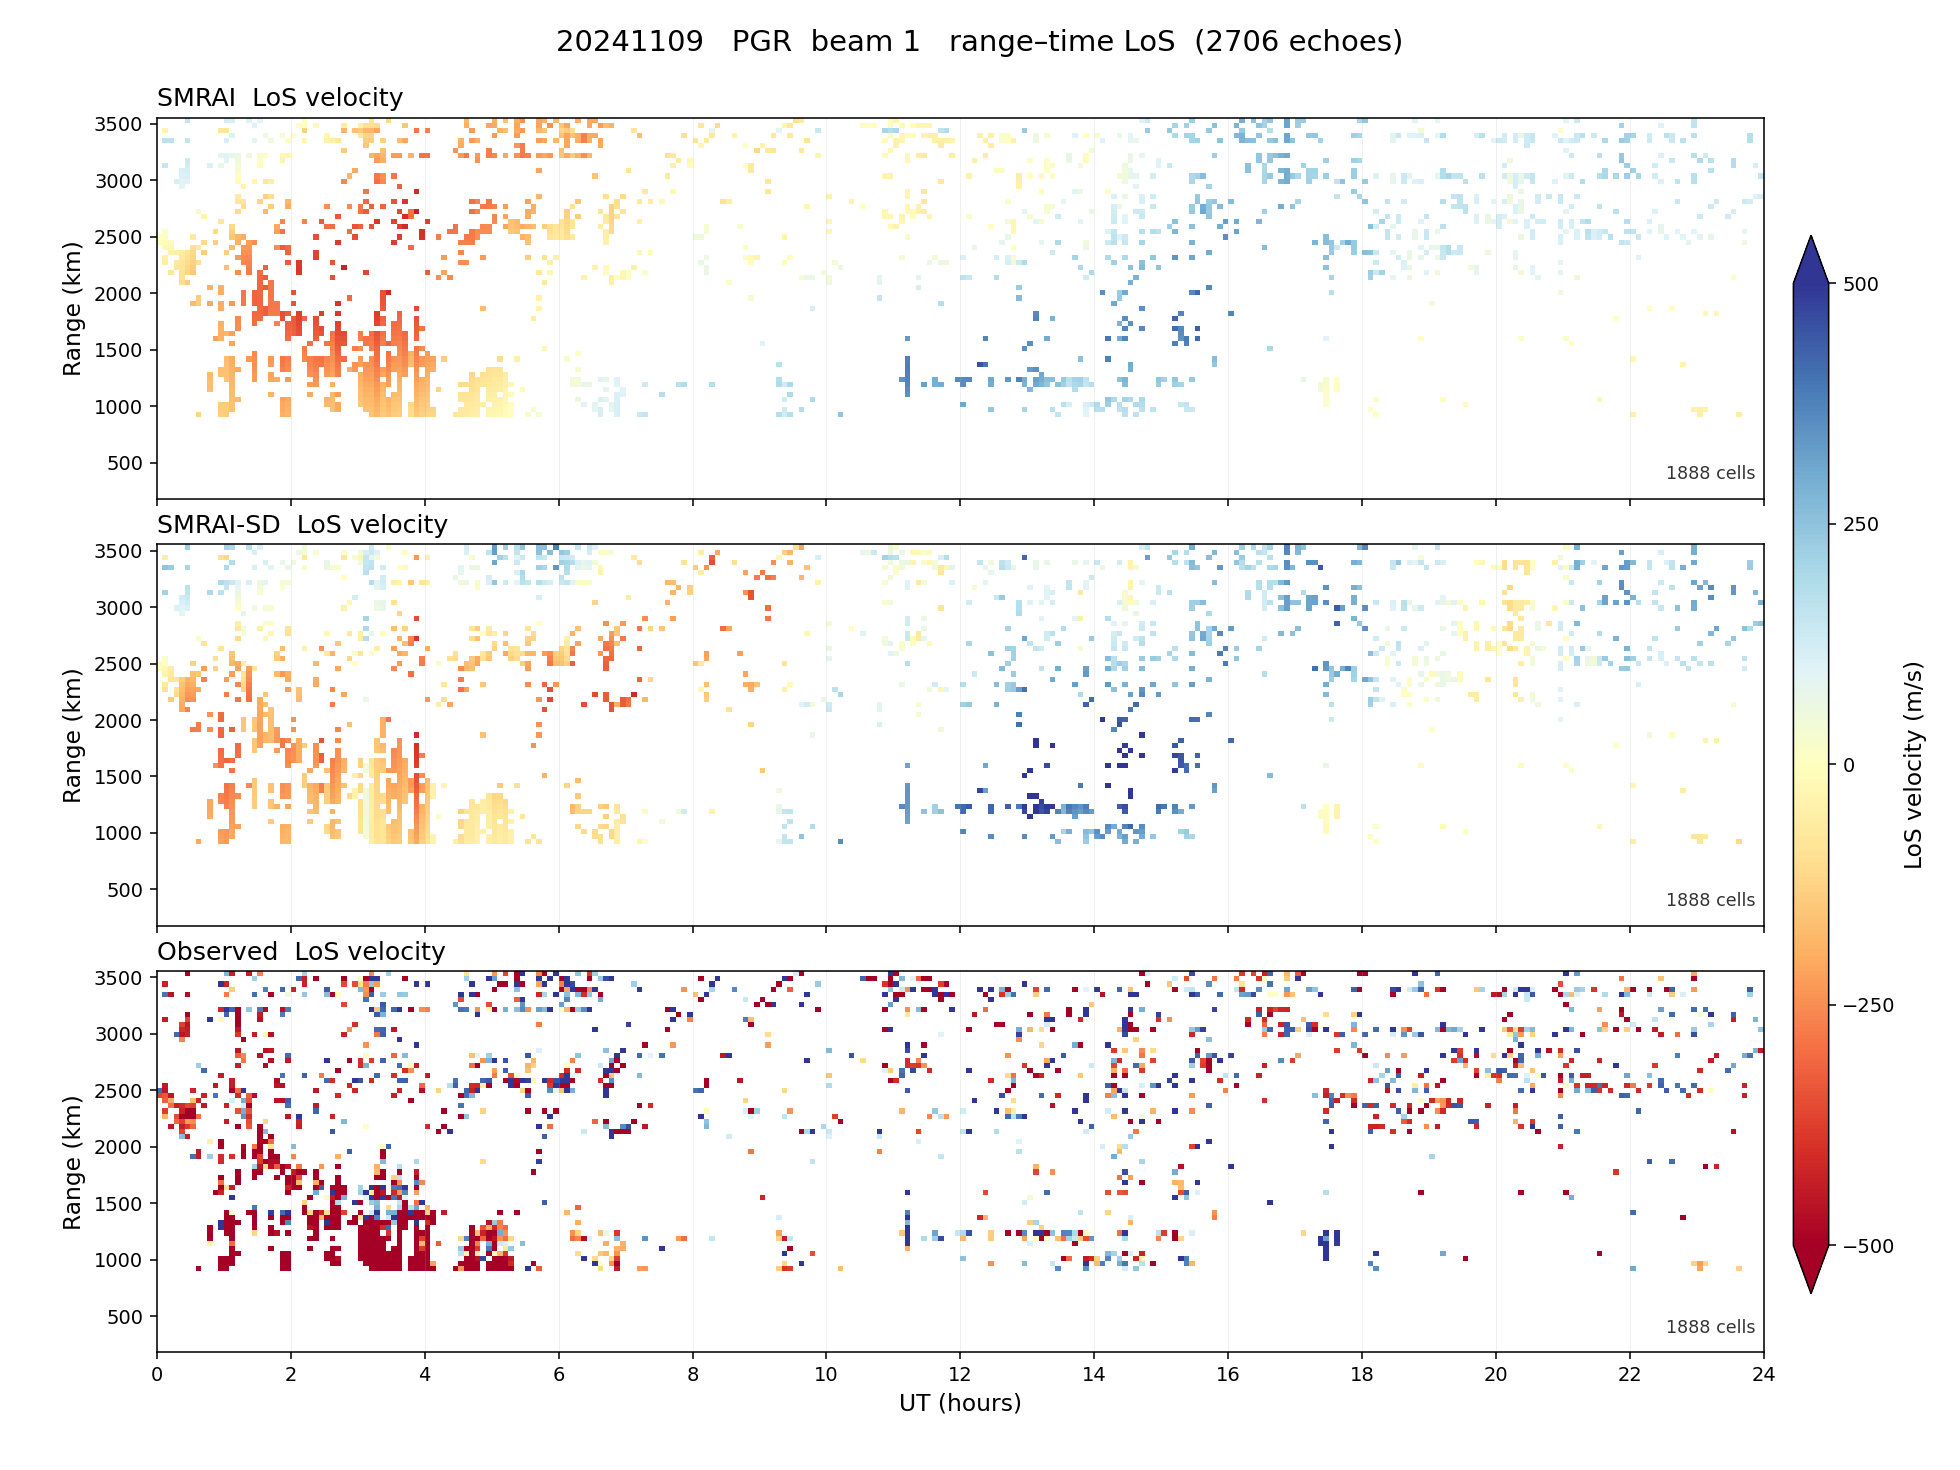 20241109   PGR  beam 1   range–time LoS  (2706 echoes)
SMRAI  LoS velocity
3500
3000
2500
2000
1500
1000
500
Range (km)
1888 cells
SMRAI-SD  LoS velocity
3500
3000
2500
2000
1500
1000
500
Range (km)
1888 cells
Observed  LoS velocity
3500
3000
2500
2000
1500
1000
500
Range (km)
1888 cells
0 2 4 6 8 10 12 14 16 18 20 22 24
UT (hours)
500
250
0
−250
−500
LoS velocity (m/s)